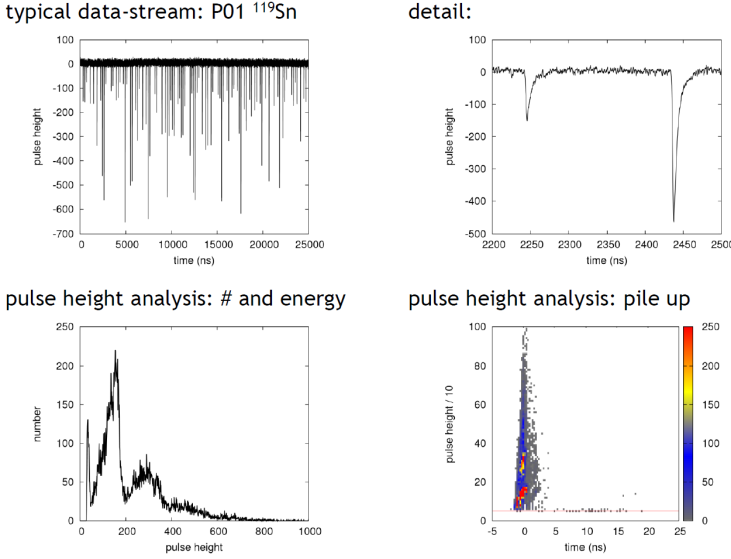 typical data-stream: P01 ¹¹⁹Sn
detail:
100
0
-100
-200
-300
-400
-500
-600
-700
pulse height
0 5000 10000 15000 20000 25000
time (ns)
100
0
-100
-200
-300
-400
-500
pulse height
2200 2250 2300 2350 2400 2450 2500
time (ns)
pulse height analysis: # and energy
pulse height analysis: pile up
250
200
150
100
50
0
number
0 200 400 600 800 1000
pulse height
100
80
60
40
20
0
pulse height / 10
-5 0 5 10 15 20 25
time (ns)
250
200
150
100
50
0